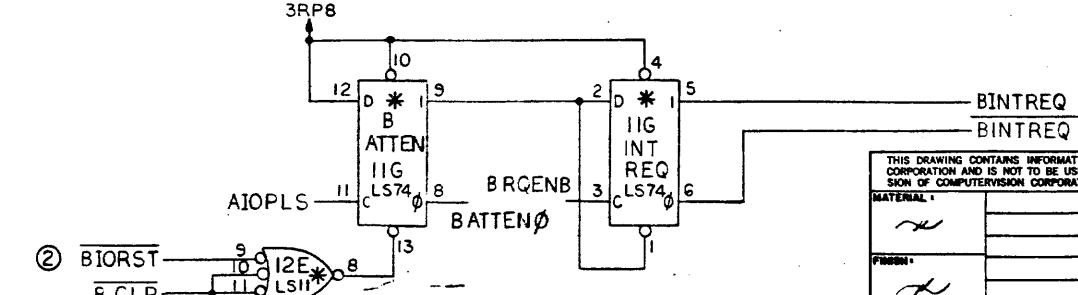 3RP8
10
4
12 D * 1 9
2 D * 1 5
BINTREQ
B
ATTEN
11G
LS74
11G
INT
REQ
LS74
BINTREQ
AIOPLS
11 C ∅ 8
BATTEN∅
BRGENB
3 C ∅ 6
13
1
② BIORST
9
10
11
12E *
LS11
8
B CLR
THIS DRAWING CONTAINS INFORMAT
CORPORATION AND IS NOT TO BE US
SION OF COMPUTERVISION CORPORA
MATERIAL:
FINISH: